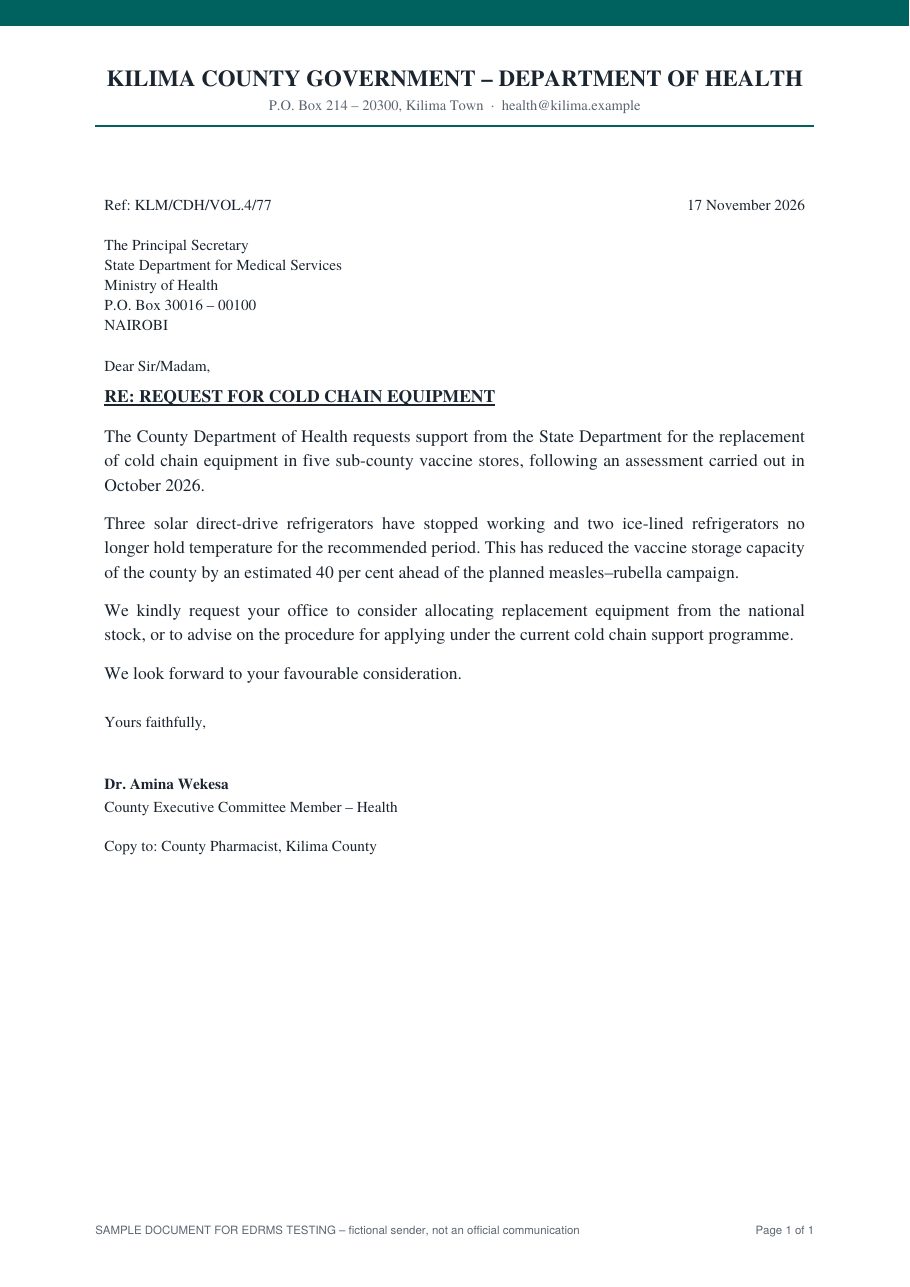 KILIMA COUNTY GOVERNMENT – DEPARTMENT OF HEALTH
P.O. Box 214 – 20300, Kilima Town · health@kilima.example
Ref: KLM/CDH/VOL.4/77 17 November 2026
The Principal Secretary
State Department for Medical Services
Ministry of Health
P.O. Box 30016 – 00100
NAIROBI
Dear Sir/Madam,
RE: REQUEST FOR COLD CHAIN EQUIPMENT
The County Department of Health requests support from the State Department for the replacement
of cold chain equipment in five sub-county vaccine stores, following an assessment carried out in
October 2026.
Three solar direct-drive refrigerators have stopped working and two ice-lined refrigerators no
longer hold temperature for the recommended period. This has reduced the vaccine storage capacity
of the county by an estimated 40 per cent ahead of the planned measles–rubella campaign.
We kindly request your office to consider allocating replacement equipment from the national
stock, or to advise on the procedure for applying under the current cold chain support programme.
We look forward to your favourable consideration.
Yours faithfully,
Dr. Amina Wekesa
County Executive Committee Member – Health
Copy to: County Pharmacist, Kilima County
SAMPLE DOCUMENT FOR EDRMS TESTING – fictional sender, not an official communication Page 1 of 1